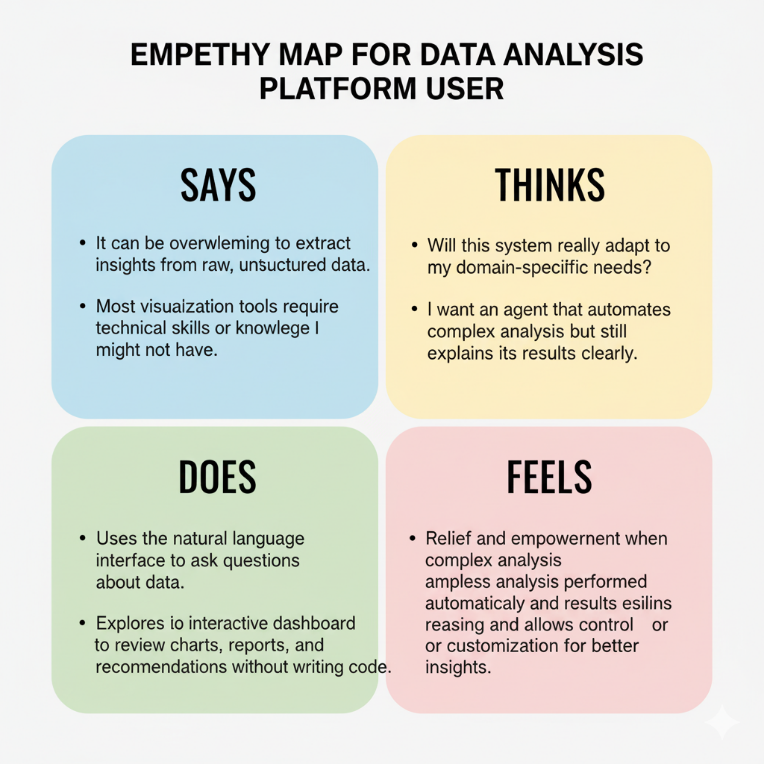 EMPETHY MAP FOR DATA ANALYSIS
PLATFORM USER
SAYS
• It can be overwleming to extract
insights from raw, unsuctured data.
• Most visuaization tools require
technical skills or knowlege I
might not have.
THINKS
• Will this system really adapt to
my domain-specific needs?
• I want an agent that automates
complex analysis but still
explains its results clearly.
DOES
• Uses the natural language
interface to ask questions
about data.
• Explores io interactive dashboard
to review charts, reports, and
recomendations without writing code.
FEELS
• Relief and empowernent when
complex analysis
ampless analysis performed
automaticaly and results esilins
reasing and allows control or
or customization for better
insights.